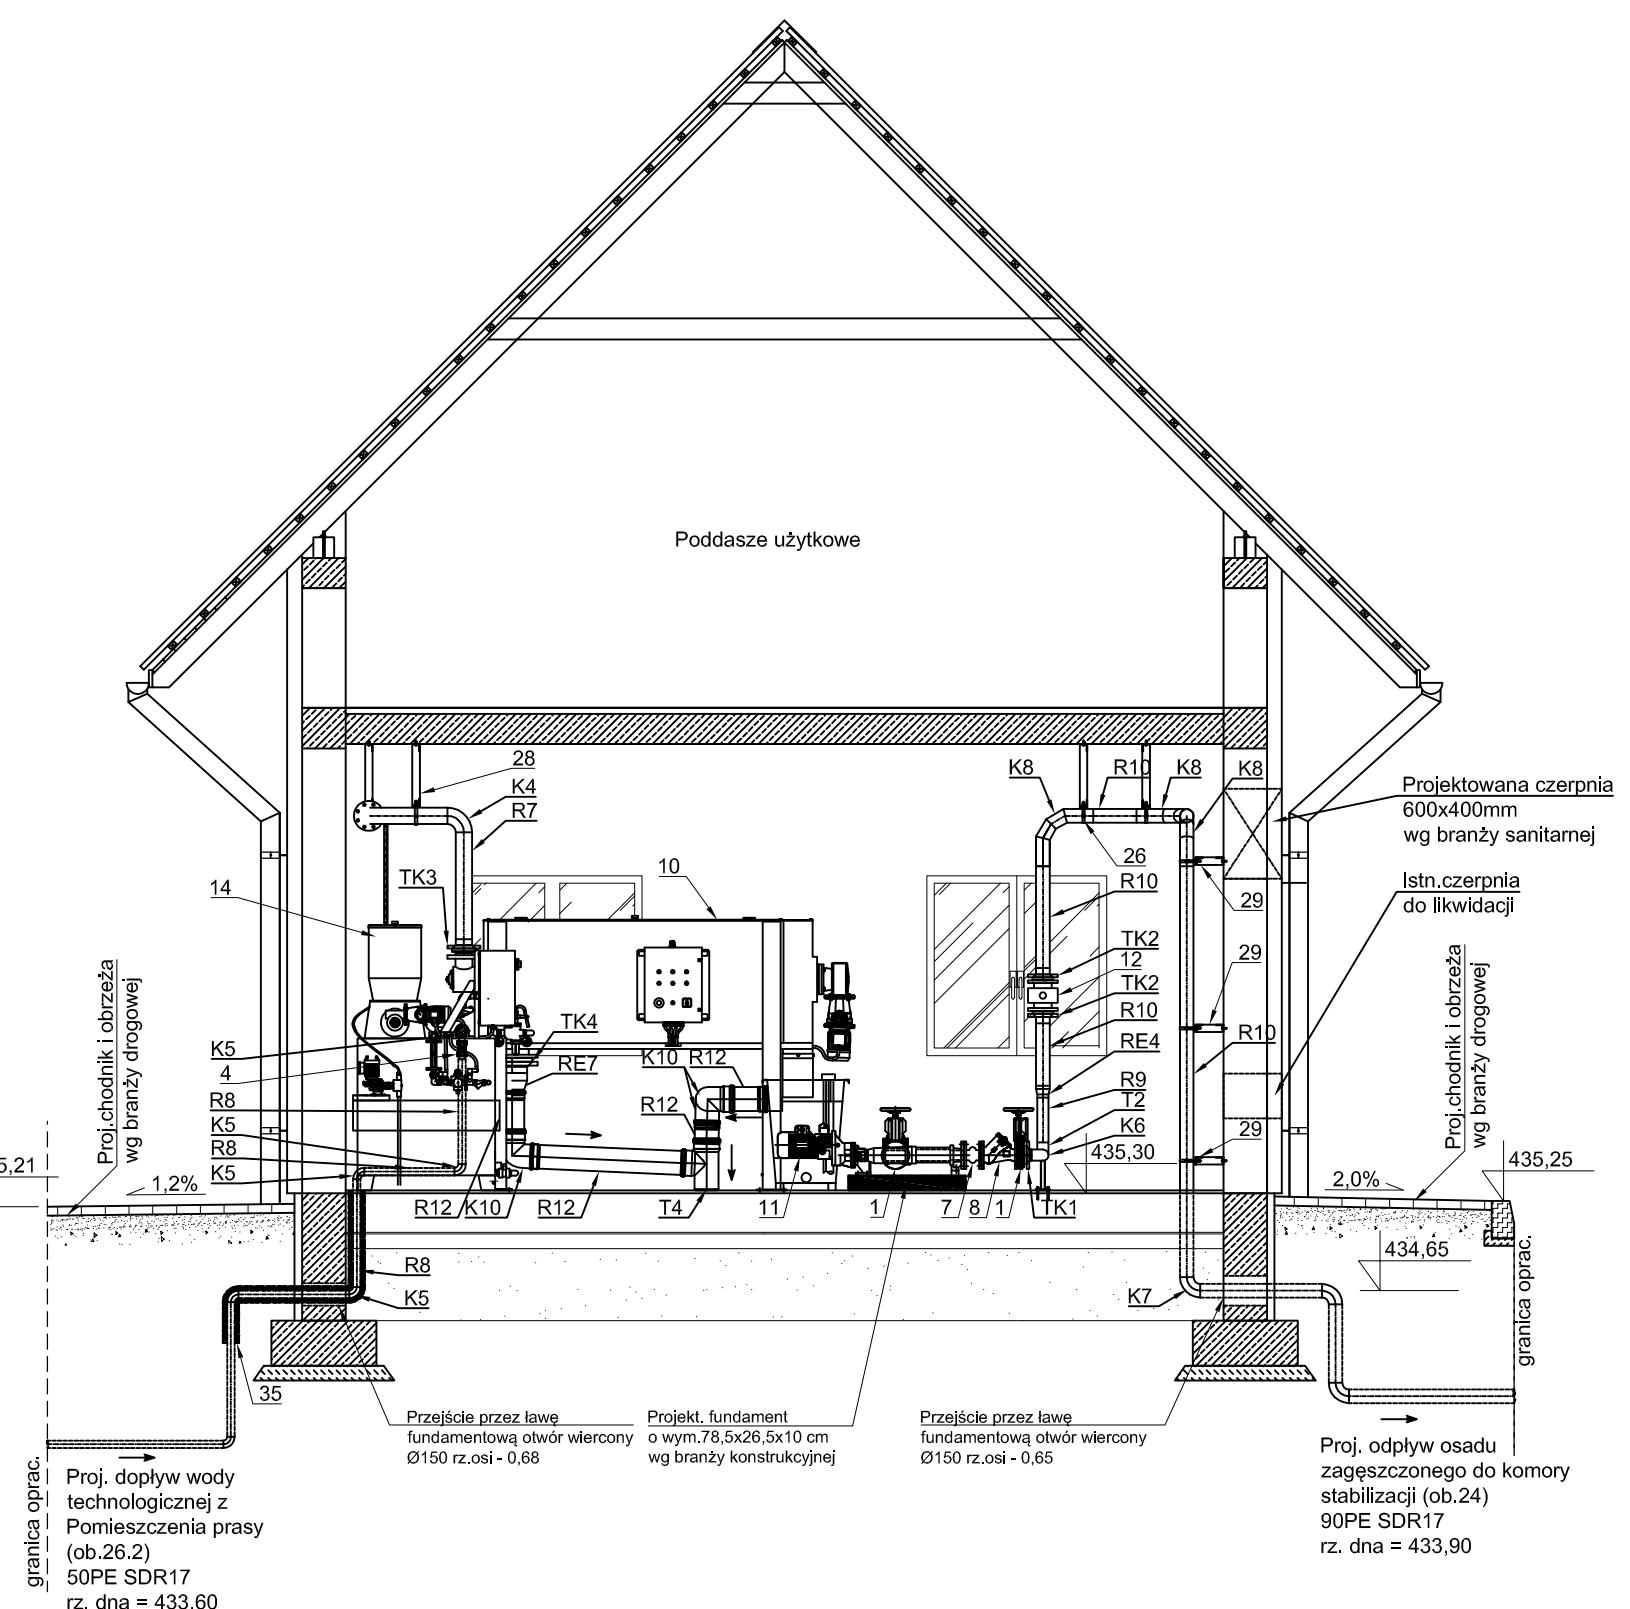 Poddasze użytkowe
28
K4
R7
K8
R10
K8
K8
Projektowana czerpnia
600x400mm
wg branży sanitarnej
26
R10
29
Istn.czerpnia
do likwidacji
14
TK3
10
TK2
12
TK2
R10
29
R10
Proj.chodnik i obrzeża
wg branży drogowej
Proj.chodnik i obrzeża
wg branży drogowej
K5
4
R8
K5
R8
K5
TK4
RE7
K10
R12
R12
RE4
R9
T2
K6
29
5,21
1,2%
435,30
2,0%
435,25
R12
K10
R12
T4
11
1
7
8
1
TK1
434,65
R8
K5
K7
35
granica oprac.
Przejście przez ławę
fundamentową otwór wiercony
Ø150 rz.osi - 0,68
Projekt. fundament
o wym.78,5x26,5x10 cm
wg branży konstrukcyjnej
Przejście przez ławę
fundamentową otwór wiercony
Ø150 rz.osi - 0,65
Proj. odpływ osadu
zagęszczonego do komory
stabilizacji (ob.24)
90PE SDR17
rz. dna = 433,90
granica oprac.
Proj. dopływ wody
technologicznej z
Pomieszczenia prasy
(ob.26.2)
50PE SDR17
rz. dna = 433,60